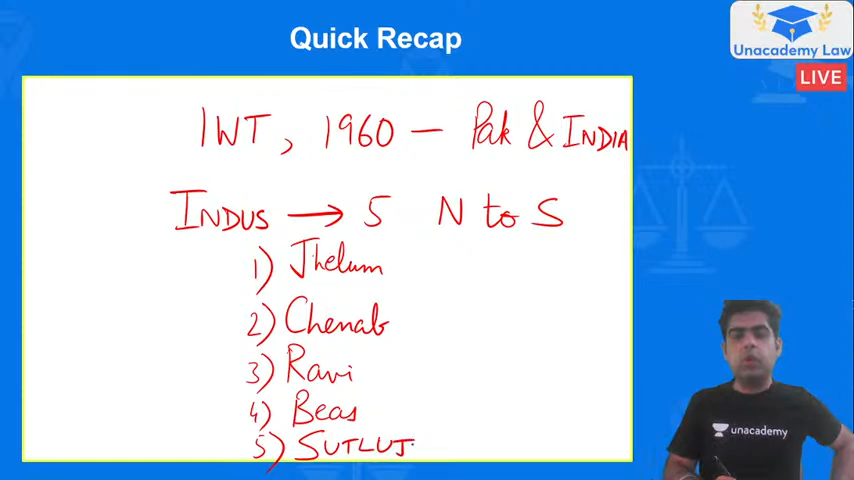 Quick Recap
Unacademy Law
LIVE
IWT, 1960 — Pak & INDIA
INDUS → 5 N to S
1) Jhelum
2) Chenab
3) Ravi
4) Beas
5) SUTLUJ.
unacademy